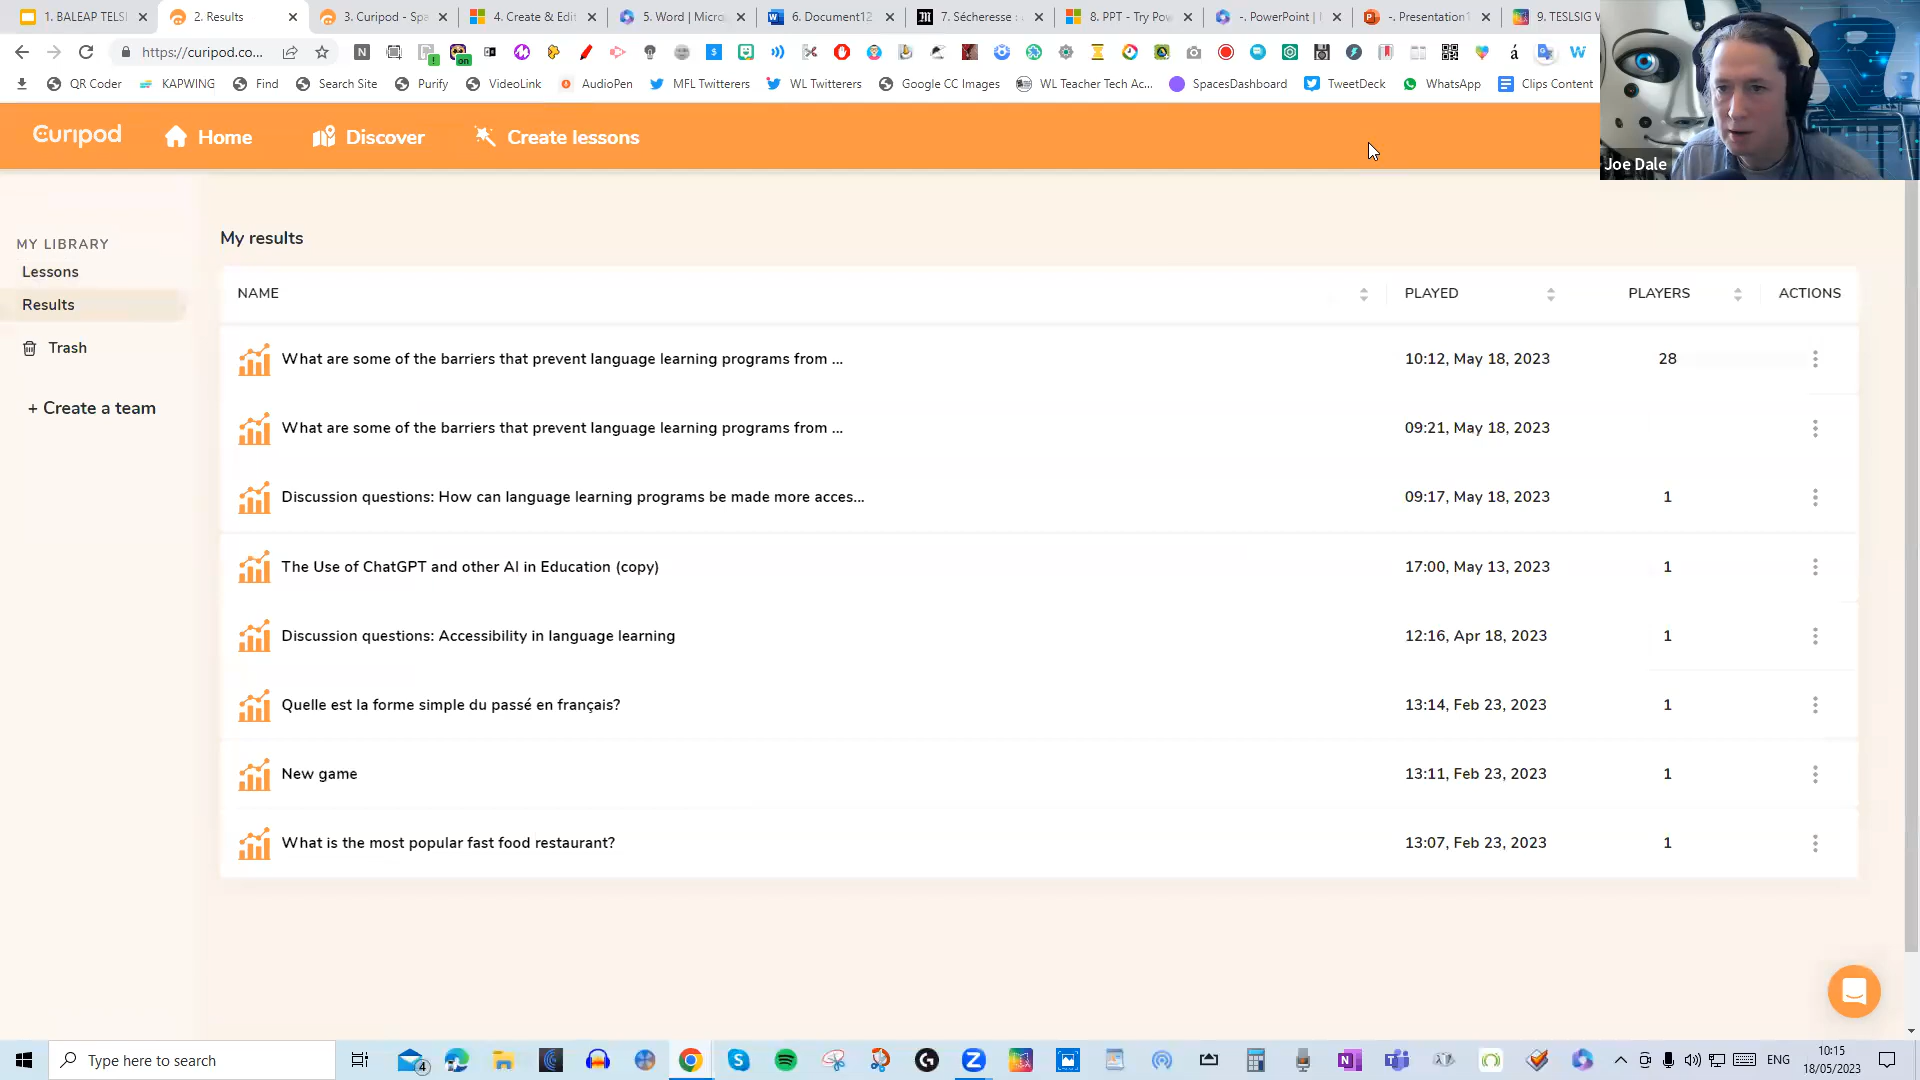 1. BALEAP TELSI
2. Results
3. Curipod - Spa
4. Create & Edit
5. Word | Micro
6. Document12
7. Sécheresse :
8. PPT - Try Pow
-. PowerPoint |
-. Presentation1
9. TESLSIG W
https://curipod.co...
QR Coder
KAPWING
Find
Search Site
Purify
VideoLink
AudioPen
MFL Twitterers
WL Twitterers
Google CC Images
WL Teacher Tech Ac...
SpacesDashboard
TweetDeck
WhatsApp
Clips Content
Joe Dale
Curipod
Home
Discover
Create lessons
MY LIBRARY
Lessons
Results
Trash
+ Create a team
My results
NAME PLAYED PLAYERS ACTIONS
What are some of the barriers that prevent language learning programs from ... 10:12, May 18, 2023 28
What are some of the barriers that prevent language learning programs from ... 09:21, May 18, 2023
Discussion questions: How can language learning programs be made more acces... 09:17, May 18, 2023 1
The Use of ChatGPT and other AI in Education (copy) 17:00, May 13, 2023 1
Discussion questions: Accessibility in language learning 12:16, Apr 18, 2023 1
Quelle est la forme simple du passé en français? 13:14, Feb 23, 2023 1
New game 13:11, Feb 23, 2023 1
What is the most popular fast food restaurant? 13:07, Feb 23, 2023 1
Type here to search
4
ENG
10:15
18/05/2023